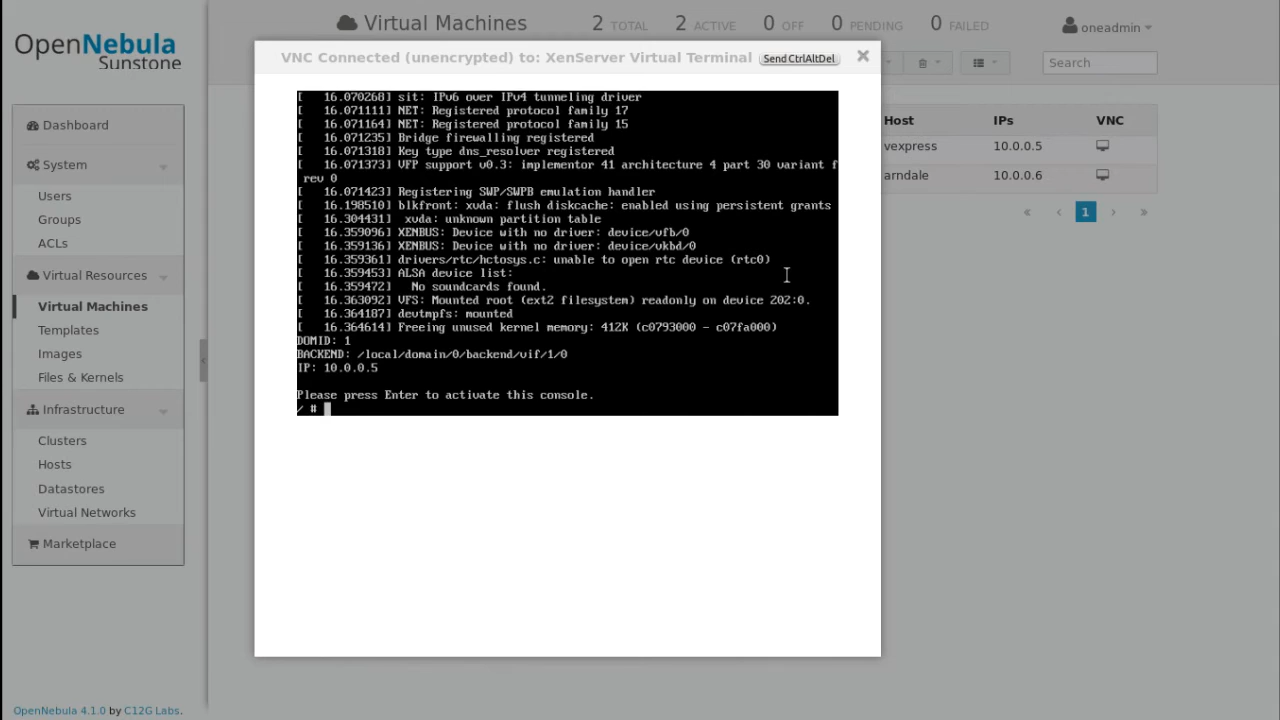 OpenNebula
Sunstone
Virtual Machines
2 TOTAL 2 ACTIVE 0 OFF 0 PENDING 0 FAILED
oneadmin
Search
Dashboard
System
Users
Groups
ACLs
Virtual Resources
Virtual Machines
Templates
Images
Files & Kernels
Infrastructure
Clusters
Hosts
Datastores
Virtual Networks
Marketplace
OpenNebula 4.1.0 by C12G Labs.
VNC Connected (unencrypted) to: XenServer Virtual Terminal
Send CtrlAltDel
[   16.070268] sit: IPv6 over IPv4 tunneling driver
[   16.071111] NET: Registered protocol family 17
[   16.071164] NET: Registered protocol family 15
[   16.071235] Bridge firewalling registered
[   16.071318] Key type dns_resolver registered
[   16.071373] VFP support v0.3: implementor 41 architecture 4 part 30 variant f
rev 0
[   16.071423] Registering SWP/SWPB emulation handler
[   16.198510] blkfront: xvda: flush diskcache: enabled using persistent grants
[   16.304431]  xvda: unknown partition table
[   16.359096] XENBUS: Device with no driver: device/vfb/0
[   16.359136] XENBUS: Device with no driver: device/vkbd/0
[   16.359361] drivers/rtc/hctosys.c: unable to open rtc device (rtc0)
[   16.359453] ALSA device list:
[   16.359472]   No soundcards found.
[   16.363092] VFS: Mounted root (ext2 filesystem) readonly on device 202:0.
[   16.364187] devtmpfs: mounted
[   16.364614] Freeing unused kernel memory: 412K (c0793000 - c07fa000)
DOMID: 1
BACKEND: /local/domain/0/backend/vif/1/0
IP: 10.0.0.5
Please press Enter to activate this console.
/ #
Host IPs VNC
vexpress 10.0.0.5
arndale 10.0.0.6
« ‹ 1 › »